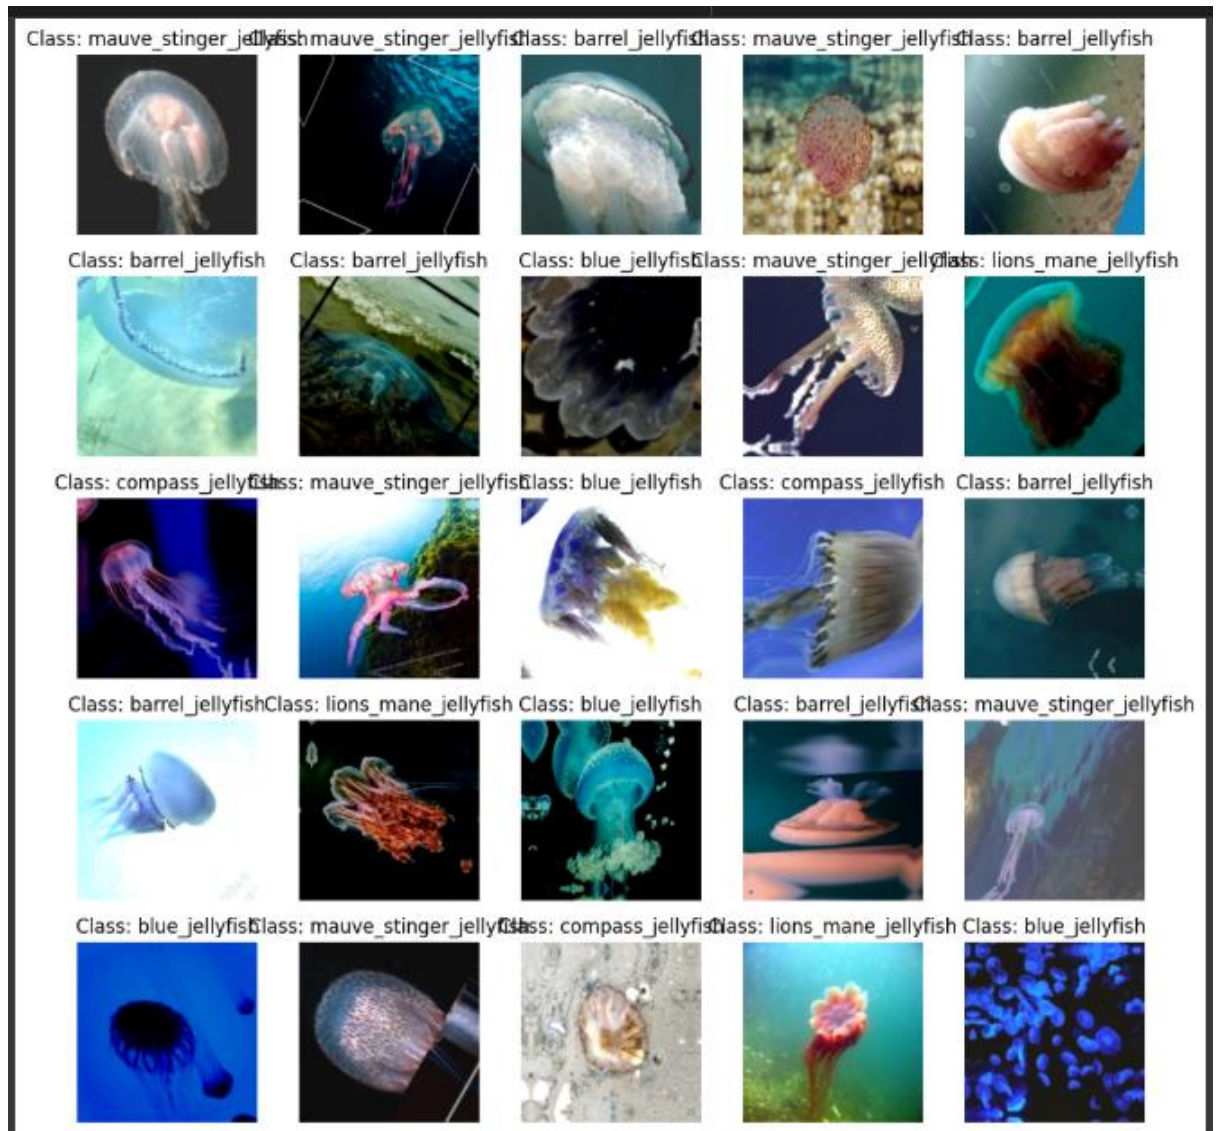 Class: mauve_stinger_jellyfish Class: mauve_stinger_jellyfish Class: barrel_jellyfish Class: mauve_stinger_jellyfish Class: barrel_jellyfish
Class: barrel_jellyfish Class: barrel_jellyfish Class: blue_jellyfish Class: mauve_stinger_jellyfish Class: lions_mane_jellyfish
Class: compass_jellyfish Class: mauve_stinger_jellyfish Class: blue_jellyfish Class: compass_jellyfish Class: barrel_jellyfish
Class: barrel_jellyfish Class: lions_mane_jellyfish Class: blue_jellyfish Class: barrel_jellyfish Class: mauve_stinger_jellyfish
Class: blue_jellyfish Class: mauve_stinger_jellyfish Class: compass_jellyfish Class: lions_mane_jellyfish Class: blue_jellyfish